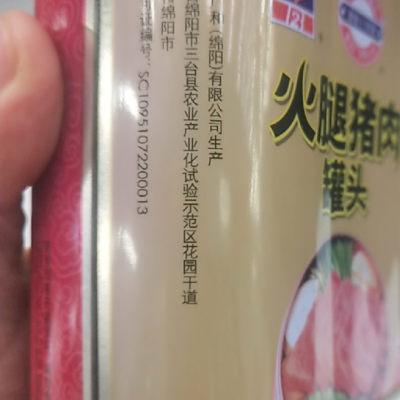 火腿猪肉
罐头
和(绵阳)有限公司生产
绵阳市三台县农业产业化试验示范区花园干道
绵阳市
证编号:SC10951072200013